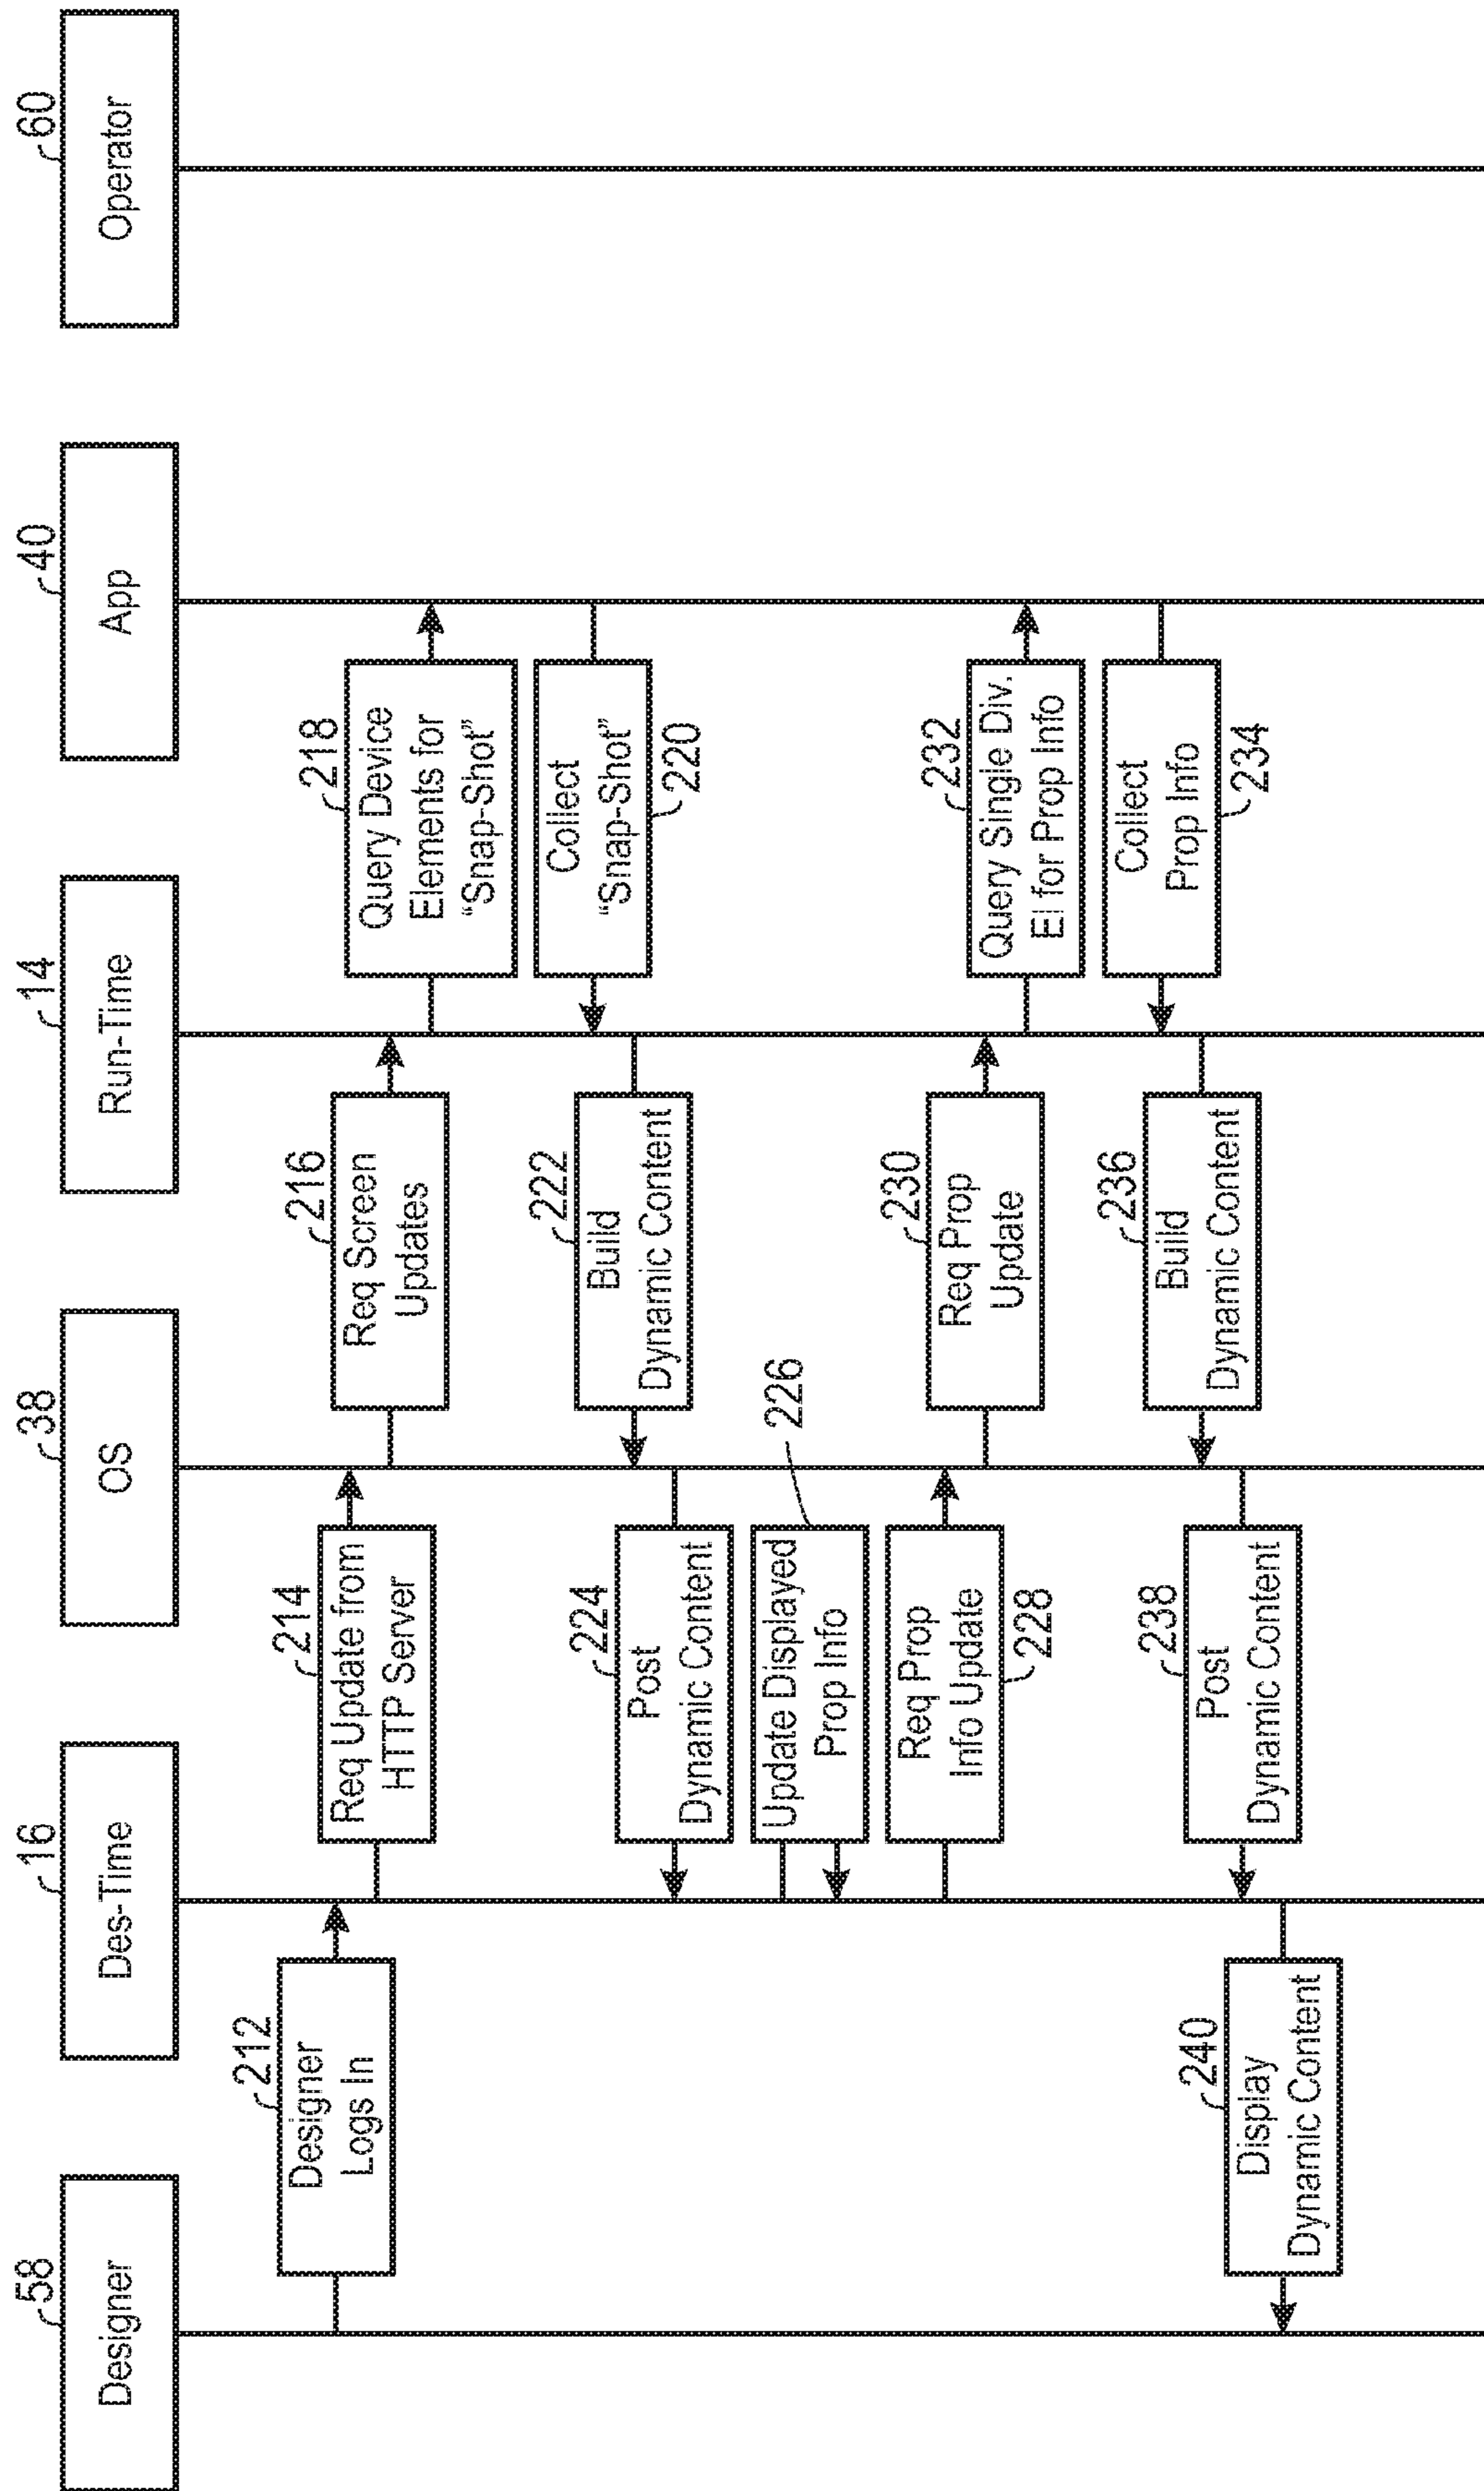 58
Designer
16
Des-Time
38
OS
14
Run-Time
40
App
60
Operator
212
Designer
Logs In
214
Req Update from
HTTP Server
216
Req Screen
Updates
218
Query Device
Elements for
“Snap-Shot”
Collect
“Snap-Shot”
220
222
Build
Dynamic Content
224
Post
Dynamic Content
226
Update Displayed
Prop Info
Req Prop
Info Update
228
230
Req Prop
Update
232
Query Single Div.
El for Prop Info
Collect
Prop Info
234
236
Build
Dynamic Content
238
Post
Dynamic Content
240
Display
Dynamic Content